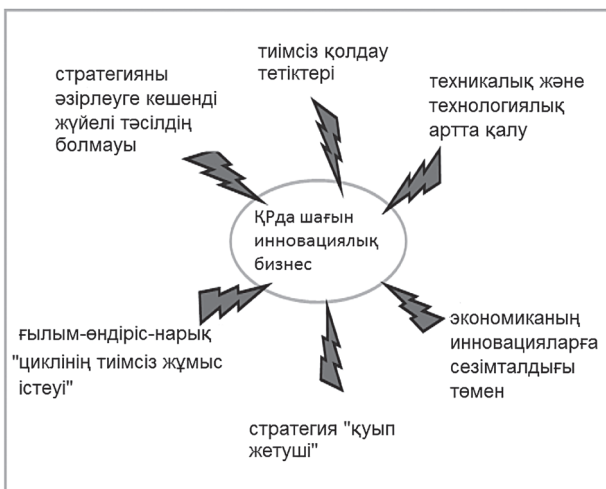 стратегияны
әзірлеуге кешенді
жүйелі тәсілдің
болмауы
тиімсіз қолдау
тетіктері
техникалық және
технологиялық
артта қалу
ҚРда шағын
инновациялық
бизнес
ғылым-өндіріс-нарық
"циклінің тиімсіз жұмыс
істеуі"
стратегия "қуып
жетуші"
экономиканың
инновацияларға
сезімталдығы
төмен